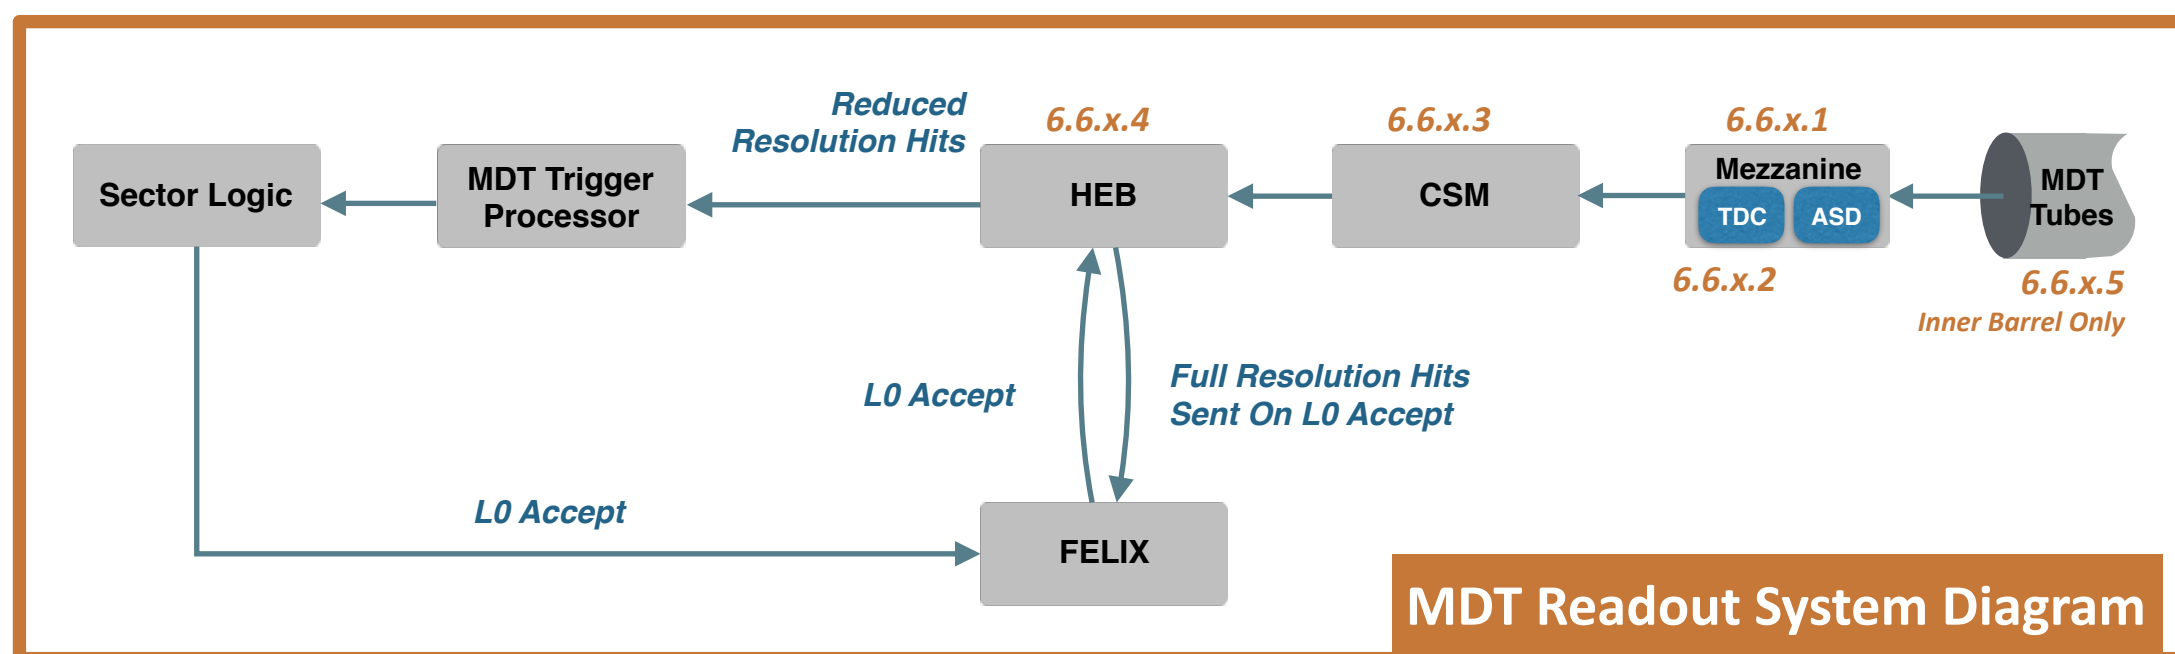 Reduced
Resolution Hits
6.6.x.4
6.6.x.3
6.6.x.1
Sector Logic
MDT Trigger
Processor
HEB
CSM
Mezzanine
TDC
ASD
MDT
Tubes
6.6.x.2
6.6.x.5
Inner Barrel Only
L0 Accept
Full Resolution Hits
Sent On L0 Accept
L0 Accept
FELIX
MDT Readout System Diagram